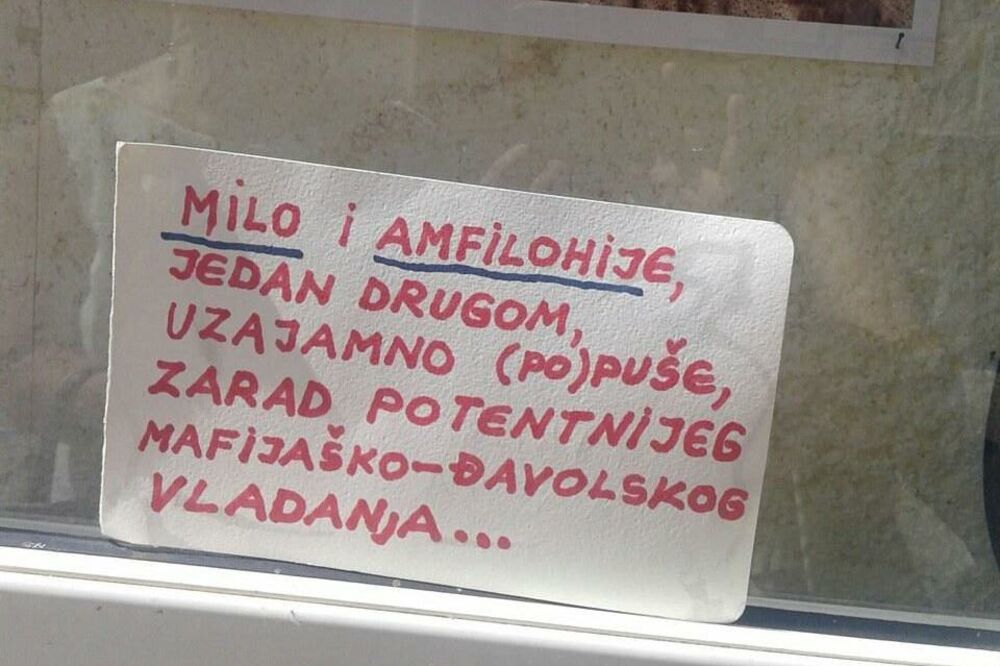 MiLO i AMFiLOHiJE,
JEDAN DRUGOM,
UZAJAMNO (PO)PUŠE,
ZARAD POTENTNIJEG
MAFIJAŠKO-ĐAVOLSKOG
VLADANjA...